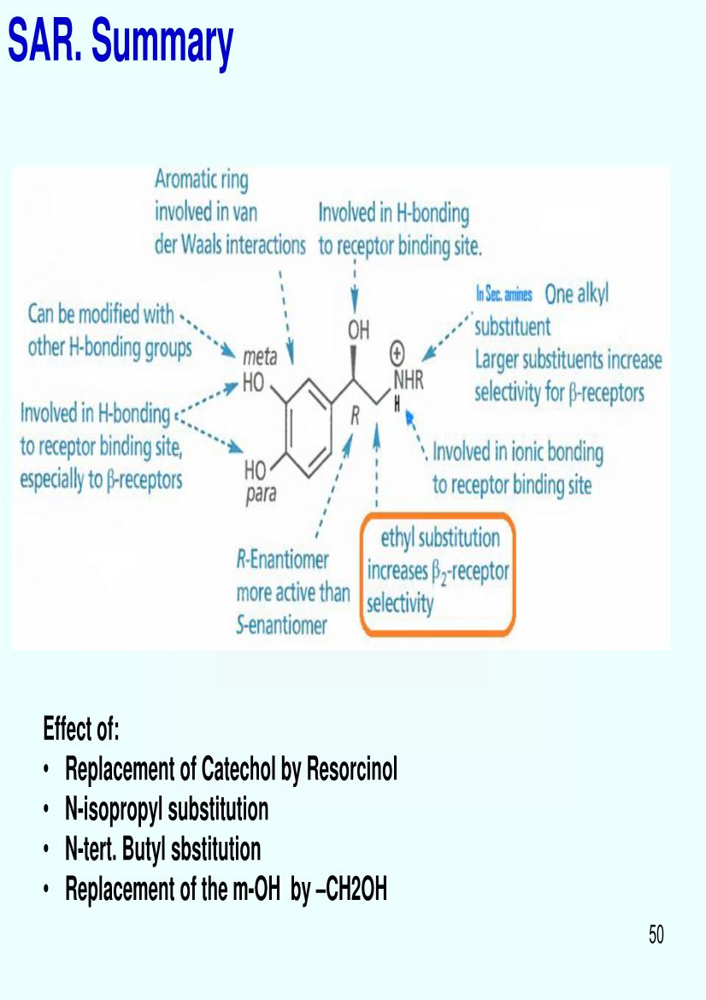 SAR. Summary
Aromatic ring
involved in van
der Waals interactions
Involved in H-bonding
to receptor binding site.
In Sec. amines One alkyl
substituent
Larger substituents increase
selectivity for β-receptors
Can be modified with
other H-bonding groups
meta
HO
OH
+
NHR
H
R
Involved in H-bonding
to receptor binding site,
especially to β-receptors
HO
para
Involved in ionic bonding
to receptor binding site
R-Enantiomer
more active than
S-enantiomer
ethyl substitution
increases β2-receptor
selectivity
Effect of:
• Replacement of Catechol by Resorcinol
• N-isopropyl substitution
• N-tert. Butyl sbstitution
• Replacement of the m-OH by –CH2OH
50